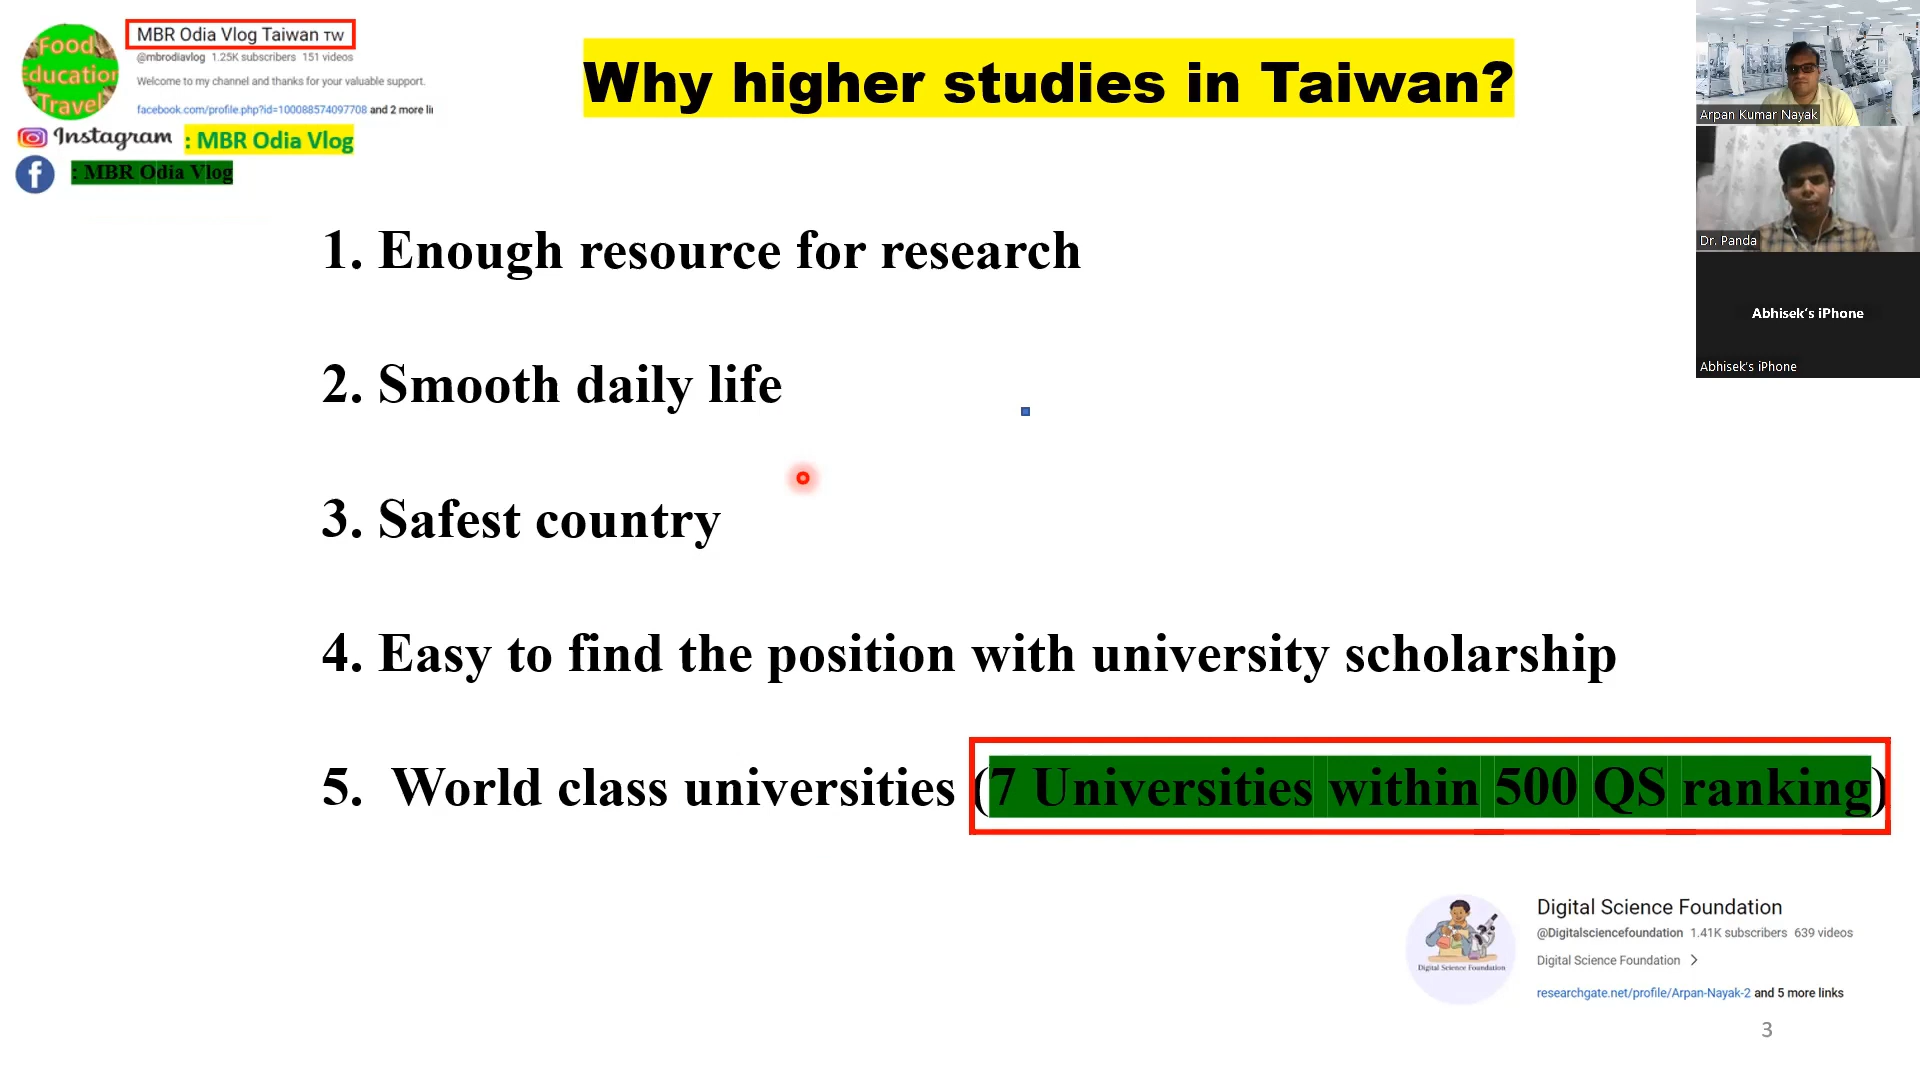 Food
Education
Travel
MBR Odia Vlog Taiwan TW
@mbrodiavlog 1.25K subscribers 151 videos
Welcome to my channel and thanks for your valuable support.
facebook.com/profile.php?id=100088574097708 and 2 more li
Instagram : MBR Odia Vlog
f : MBR Odia Vlog
Why higher studies in Taiwan?
Arpan Kumar Nayak
Dr. Panda
Abhisek's iPhone
Abhisek's iPhone
1. Enough resource for research
2. Smooth daily life
3. Safest country
4. Easy to find the position with university scholarship
5. World class universities (7 Universities within 500 QS ranking)
Digital Science Foundation
Digital Science Foundation
@Digitalsciencefoundation 1.41K subscribers 639 videos
Digital Science Foundation >
researchgate.net/profile/Arpan-Nayak-2 and 5 more links
3